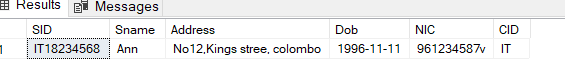 Results Messages
SID Sname Address Dob NIC CID
1 IT18234568 Ann No12,Kings stree, colombo 1996-11-11 961234587v IT